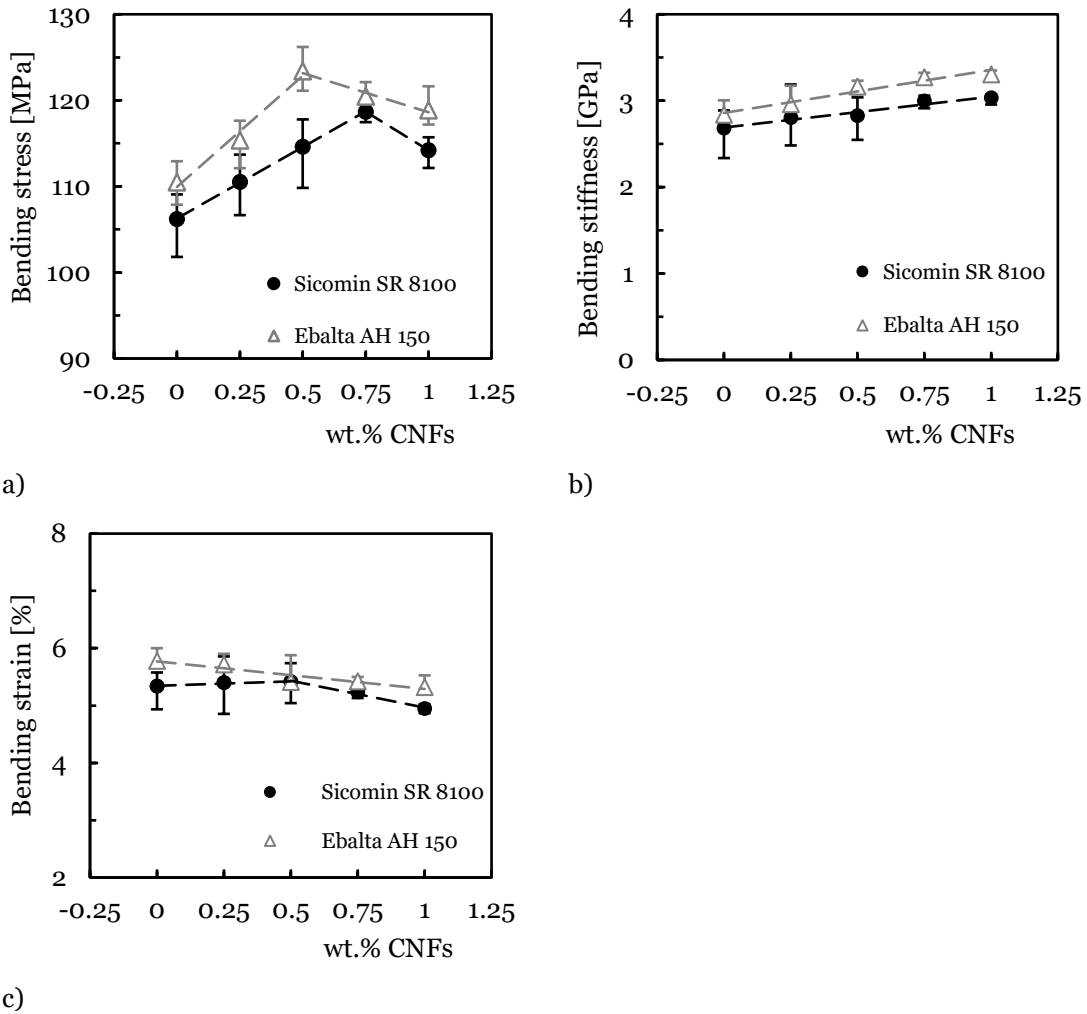 Bending stress [MPa]
130
120
110
100
90
-0.25 0 0.25 0.5 0.75 1 1.25
wt.% CNFs
Sicomin SR 8100
Ebalta AH 150
a)
Bending stiffness [GPa]
4
3
2
1
0
-0.25 0 0.25 0.5 0.75 1 1.25
wt.% CNFs
Sicomin SR 8100
Ebalta AH 150
b)
Bending strain [%]
8
6
4
2
-0.25 0 0.25 0.5 0.75 1 1.25
wt.% CNFs
Sicomin SR 8100
Ebalta AH 150
c)